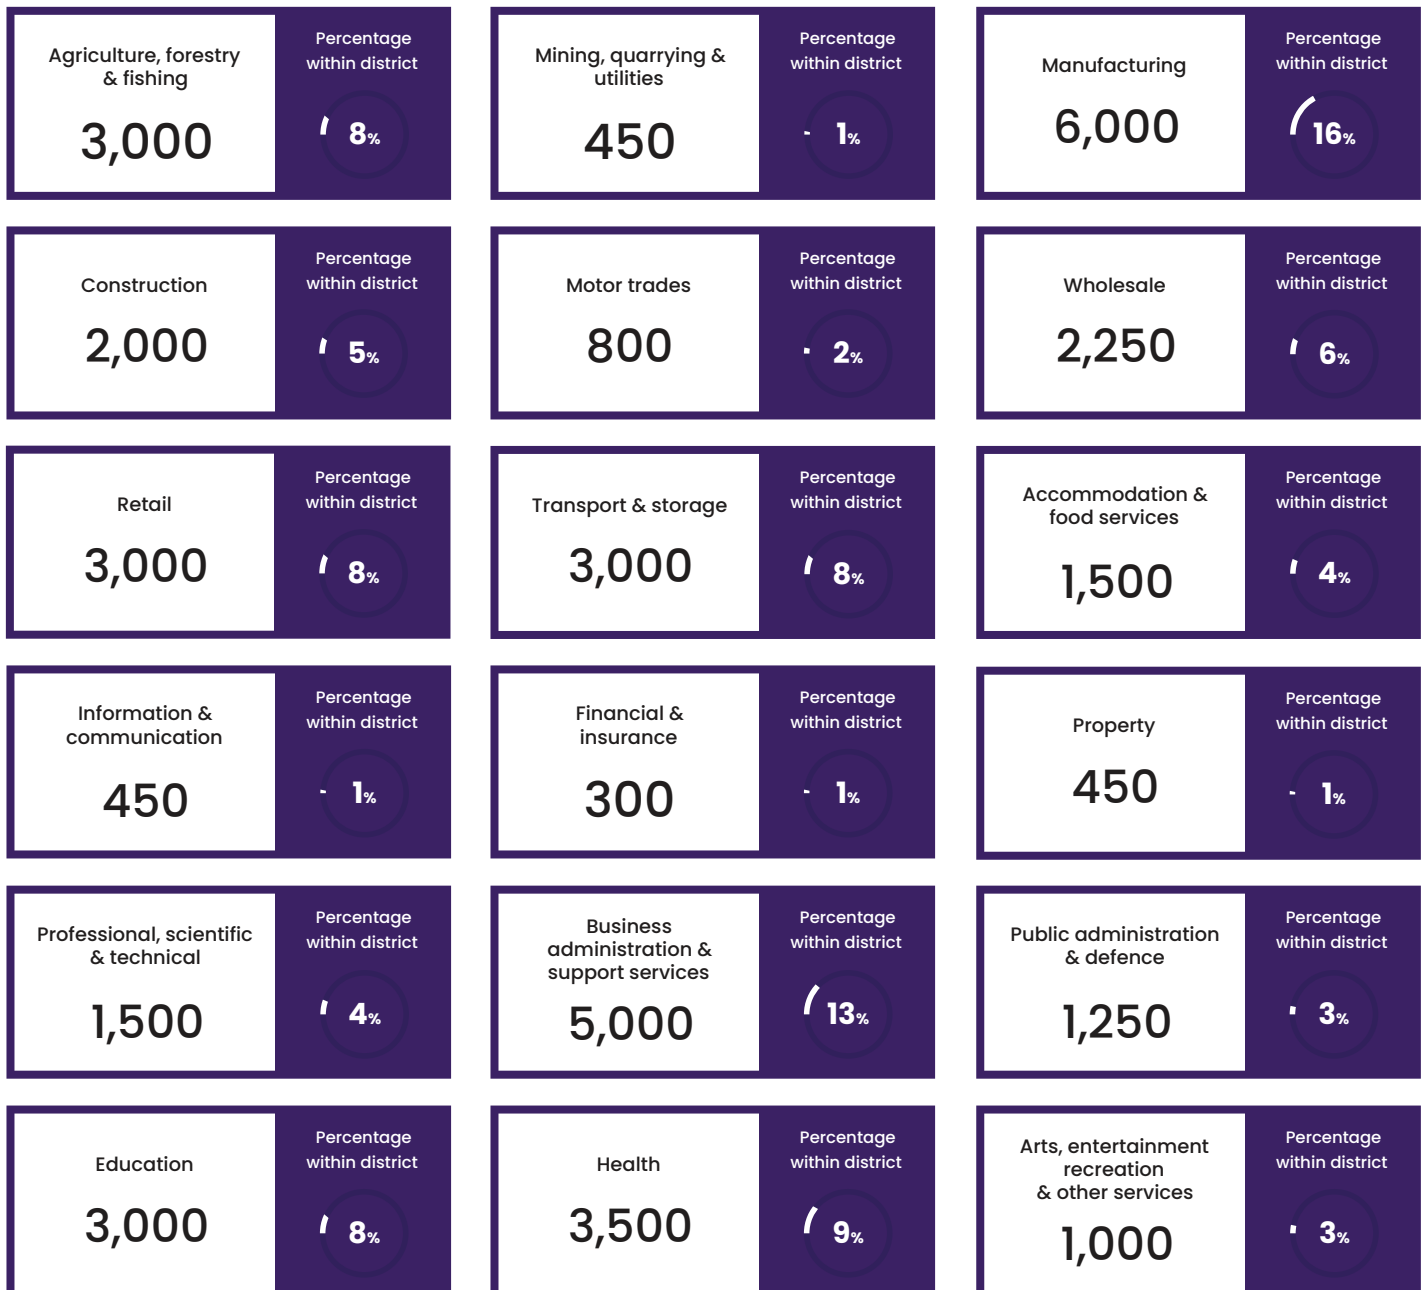 Agriculture, forestry
& fishing
3,000
Percentage
within district
8%
Mining, quarrying &
utilities
450
Percentage
within district
1%
Manufacturing
6,000
Percentage
within district
16%
Construction
2,000
Percentage
within district
5%
Motor trades
800
Percentage
within district
2%
Wholesale
2,250
Percentage
within district
6%
Retail
3,000
Percentage
within district
8%
Transport & storage
3,000
Percentage
within district
8%
Accommodation &
food services
1,500
Percentage
within district
4%
Information &
communication
450
Percentage
within district
1%
Financial &
insurance
300
Percentage
within district
1%
Property
450
Percentage
within district
1%
Professional, scientific
& technical
1,500
Percentage
within district
4%
Business
administration &
support services
5,000
Percentage
within district
13%
Public administration
& defence
1,250
Percentage
within district
3%
Education
3,000
Percentage
within district
8%
Health
3,500
Percentage
within district
9%
Arts, entertainment
recreation
& other services
1,000
Percentage
within district
3%